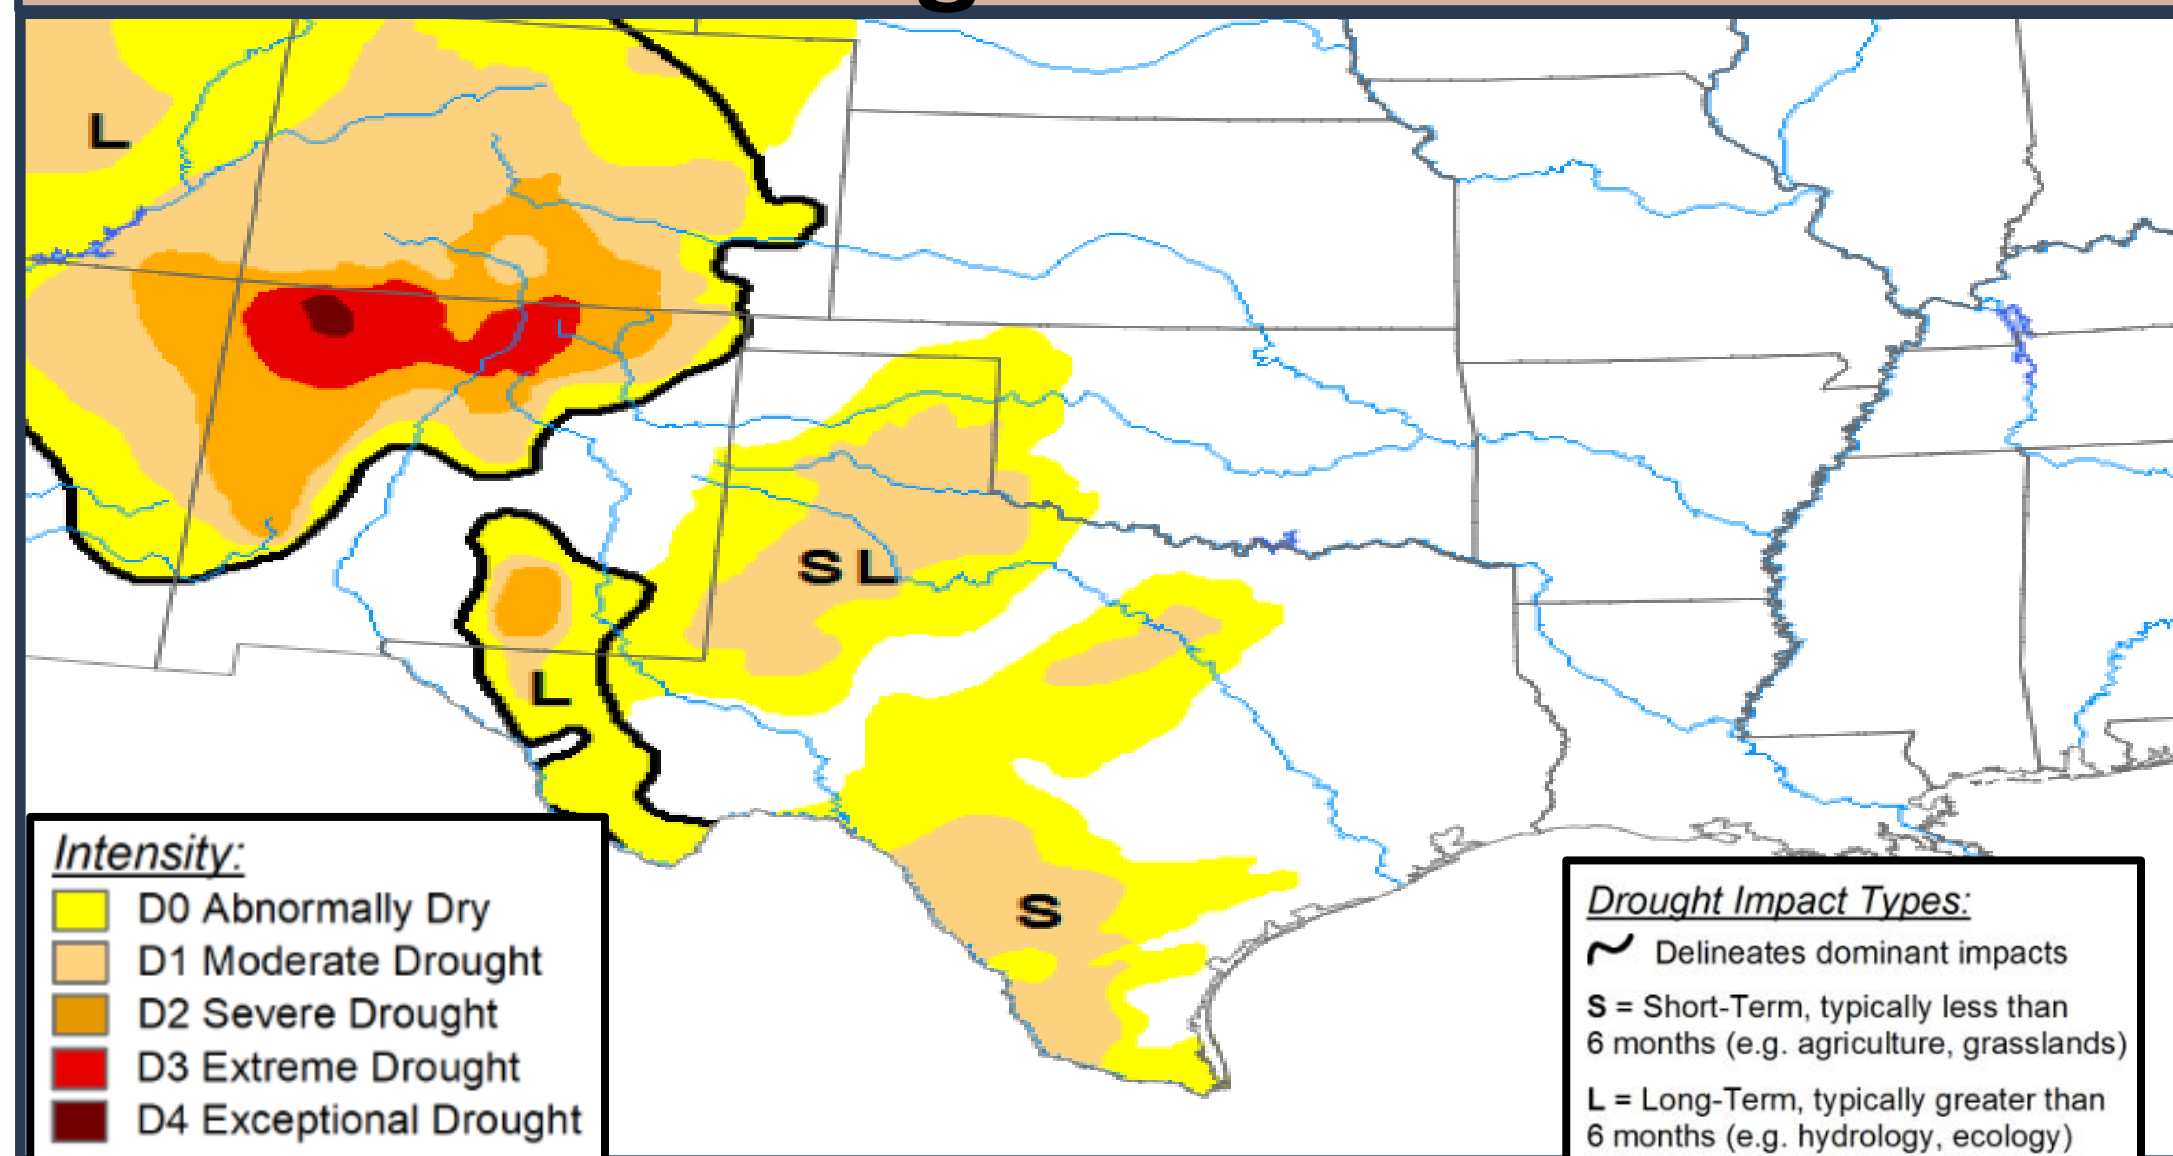 L
S L
L
S
Intensity:
D0 Abnormally Dry
D1 Moderate Drought
D2 Severe Drought
D3 Extreme Drought
D4 Exceptional Drought
Drought Impact Types:
Delineates dominant impacts
S = Short-Term, typically less than
6 months (e.g. agriculture, grasslands)
L = Long-Term, typically greater than
6 months (e.g. hydrology, ecology)